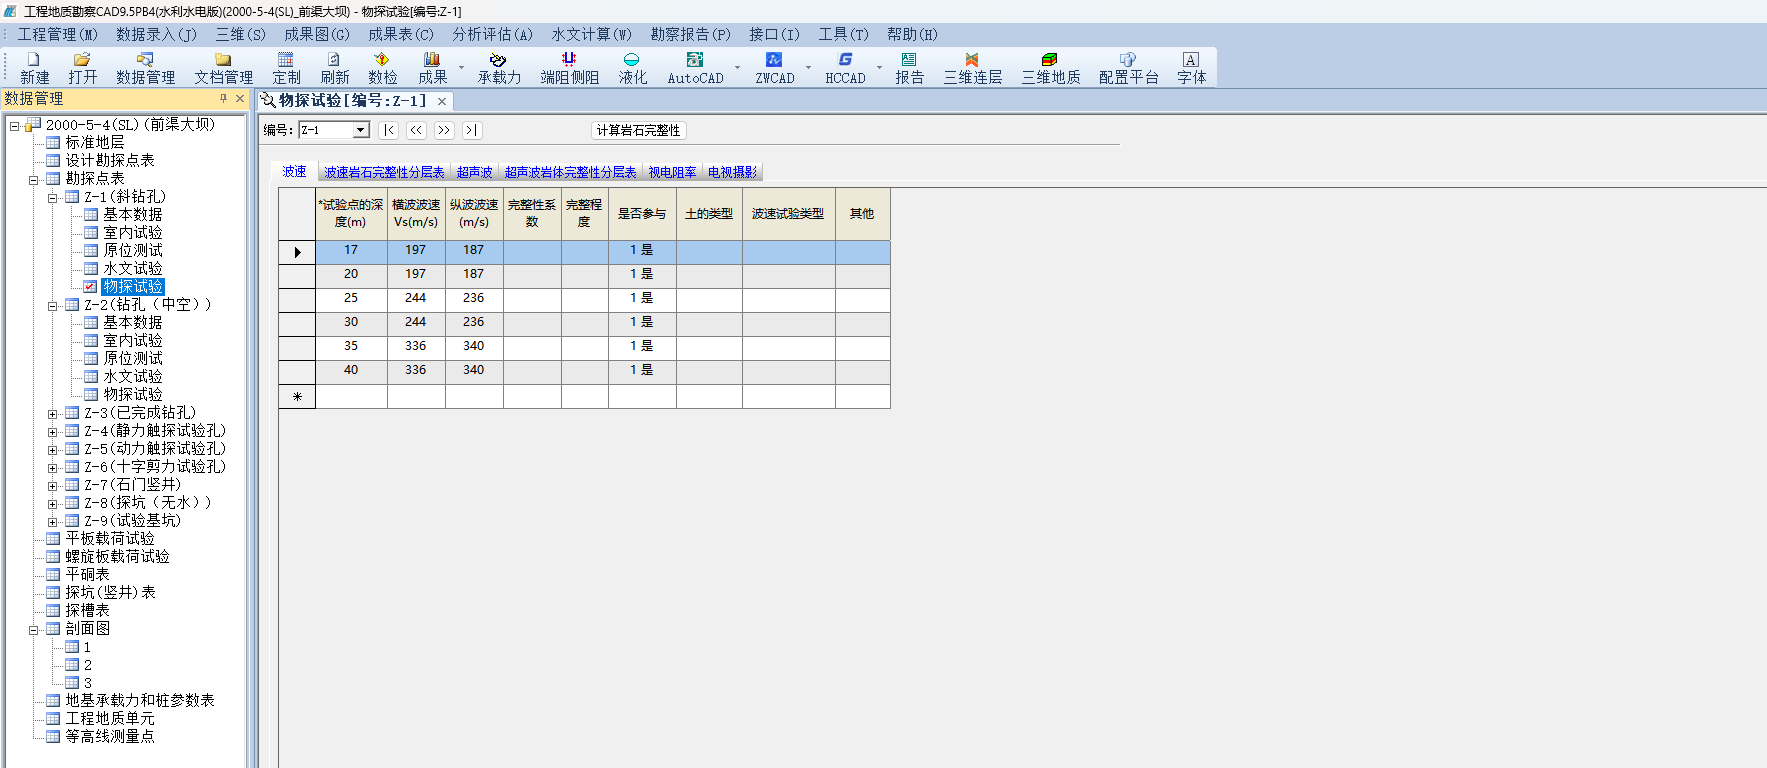 工程地质勘察CAD9.5PB4(水利水电版)(2000-5-4(SL)_前渠大坝) - 物探试验[编号:Z-1]
工程管理(M) 数据录入(J) 三维(S) 成果图(G) 成果表(C) 分析评估(A) 水文计算(W) 勘察报告(P) 接口(I) 工具(T) 帮助(H)
新建 打开 数据管理 文档管理 定制 刷新 数检 成果 承载力 端阻侧阻 液化 AutoCAD ZWCAD HCCAD 报告 三维连层 三维地质 配置平台 字体
数据管理
2000-5-4(SL)(前渠大坝)
标准地层
设计勘探点表
勘探点表
Z-1(斜钻孔)
基本数据
室内试验
原位测试
水文试验
物探试验
Z-2(钻孔（中空）)
基本数据
室内试验
原位测试
水文试验
物探试验
Z-3(已完成钻孔)
Z-4(静力触探试验孔)
Z-5(动力触探试验孔)
Z-6(十字剪力试验孔)
Z-7(石门竖井)
Z-8(探坑（无水）)
Z-9(试验基坑)
平板载荷试验
螺旋板载荷试验
平硐表
探坑(竖井)表
探槽表
剖面图
1
2
3
地基承载力和桩参数表
工程地质单元
等高线测量点
物探试验[编号:Z-1]
编号: Z-1 |< << >> >| 计算岩石完整性
波速 波速岩石完整性分层表 超声波 超声波岩体完整性分层表 视电阻率 电视摄影
*试验点的深度(m) 横波波速Vs(m/s) 纵波波速(m/s) 完整性系数 完整程度 是否参与 土的类型 波速试验类型 其他
17 197 187 1 是
20 197 187 1 是
25 244 236 1 是
30 244 236 1 是
35 336 340 1 是
40 336 340 1 是